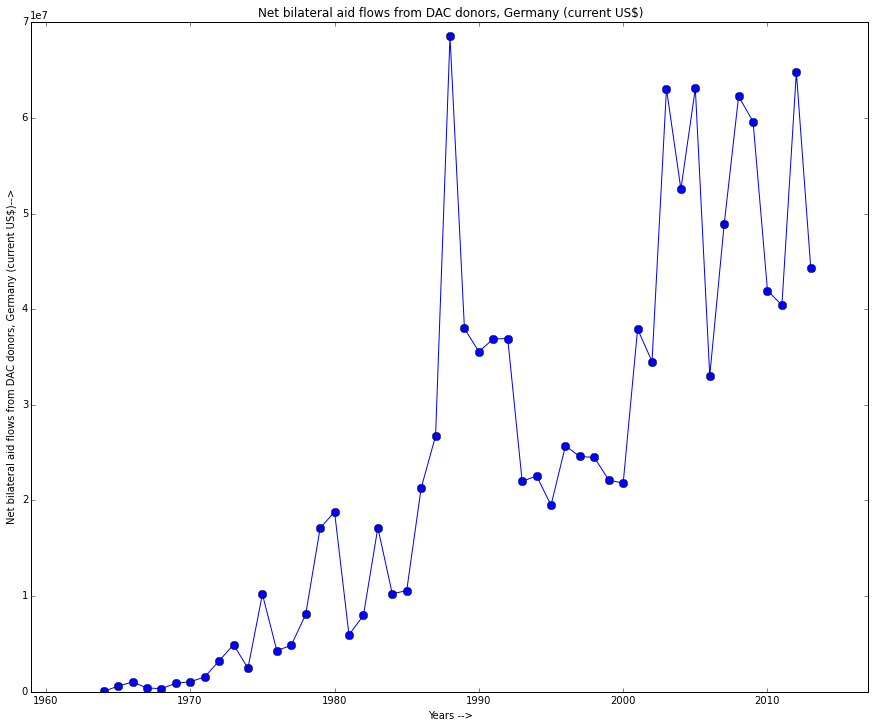 Net bilateral aid flows from DAC donors, Germany (current US$)
1e7
7
6
5
4
3
2
1
0
Net bilateral aid flows from DAC donors, Germany (current US$)-->
1960 1970 1980 1990 2000 2010
Years -->